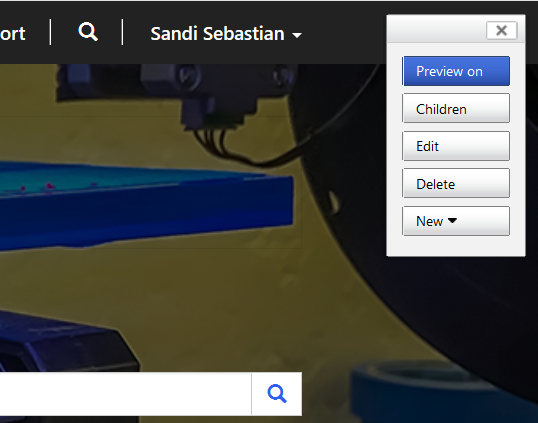 ort
Sandi Sebastian
Preview on
Children
Edit
Delete
New